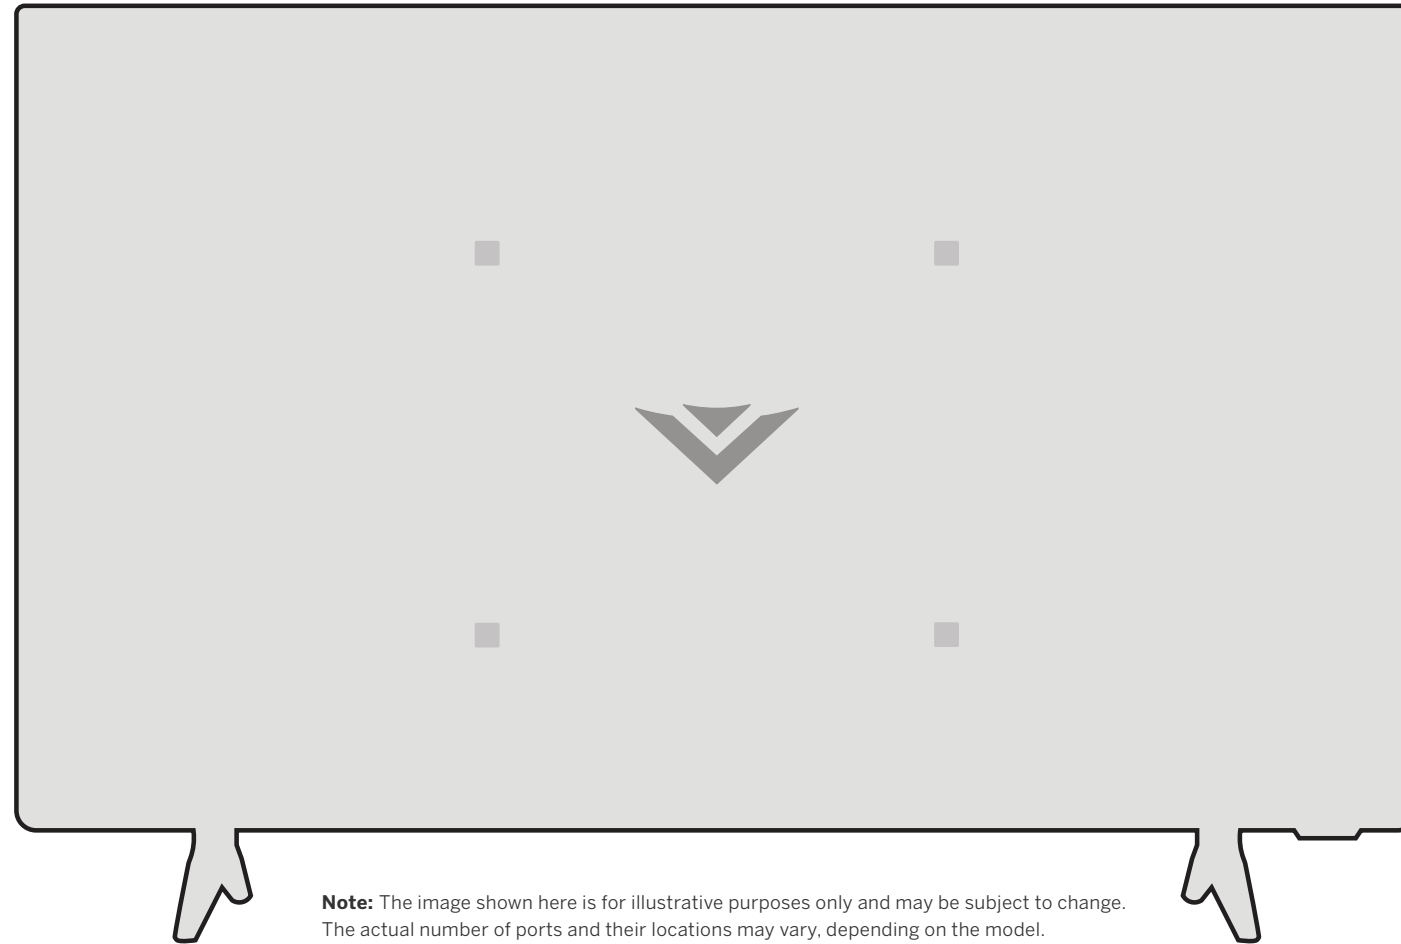 Note: The image shown here is for illustrative purposes only and may be subject to change.
The actual number of ports and their locations may vary, depending on the model.